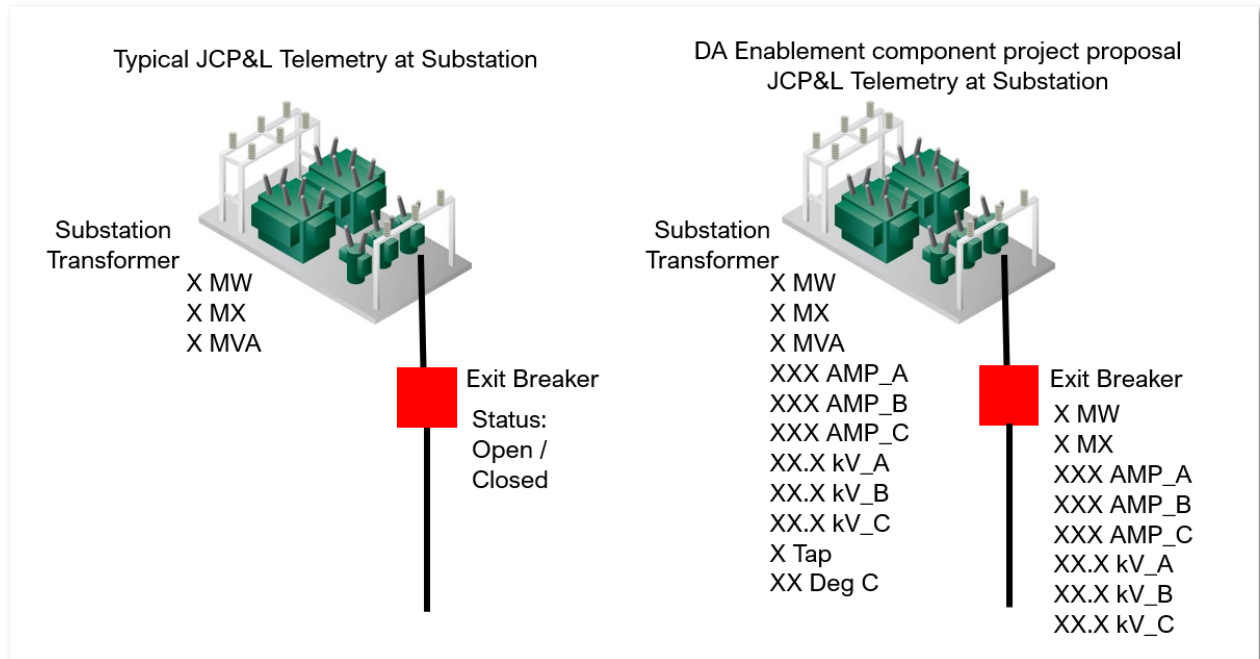 Typical JCP&L Telemetry at Substation
Substation
Transformer
X MW
X MX
X MVA
Exit Breaker
Status:
Open /
Closed
DA Enablement component project proposal
JCP&L Telemetry at Substation
Substation
Transformer
X MW
X MX
X MVA
XXX AMP_A
XXX AMP_B
XXX AMP_C
XX.X kV_A
XX.X kV_B
XX.X kV_C
X Tap
XX Deg C
Exit Breaker
X MW
X MX
XXX AMP_A
XXX AMP_B
XXX AMP_C
XX.X kV_A
XX.X kV_B
XX.X kV_C